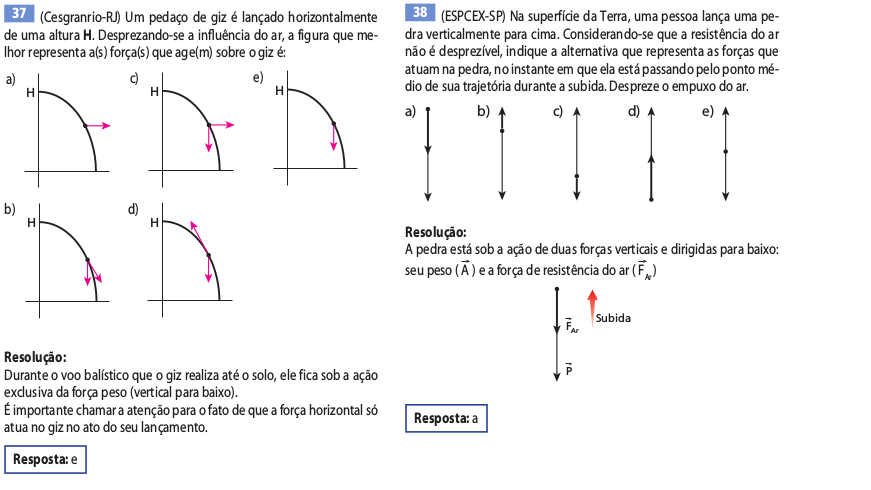 37 (Cesgranrio-RJ) Um pedaço de giz é lançado horizontalmente
de uma altura H. Desprezando-se a influência do ar, a figura que me-
lhor representa a(s) força(s) que age(m) sobre o giz é:
a) H
c) H
e) H
b) H
d) H
Resolução:
Durante o voo balístico que o giz realiza até o solo, ele fica sob a ação
exclusiva da força peso (vertical para baixo).
É importante chamar a atenção para o fato de que a força horizontal só
atua no giz no ato do seu lançamento.
Resposta: e
38 (ESPCEX-SP) Na superfície da Terra, uma pessoa lança uma pe-
dra verticalmente para cima. Considerando-se que a resistência do ar
não é desprezível, indique a alternativa que representa as forças que
atuam na pedra, no instante em que ela está passando pelo ponto mé-
dio de sua trajetória durante a subida. Despreze o empuxo do ar.
a) b) c) d) e)
Resolução:
A pedra está sob a ação de duas forças verticais e dirigidas para baixo:
seu peso (A⃗) e a força de resistência do ar (F⃗Ar)
F⃗Ar Subida
P⃗
Resposta: a